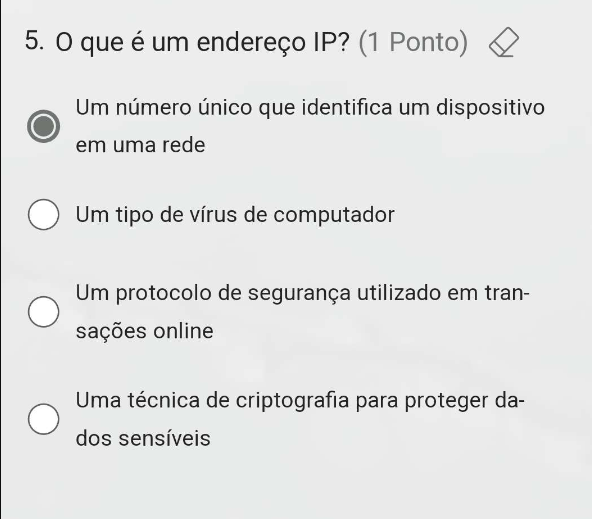 5. O que é um endereço IP? (1 Ponto)
Um número único que identifica um dispositivo
em uma rede
Um tipo de vírus de computador
Um protocolo de segurança utilizado em tran-
sações online
Uma técnica de criptografia para proteger da-
dos sensíveis